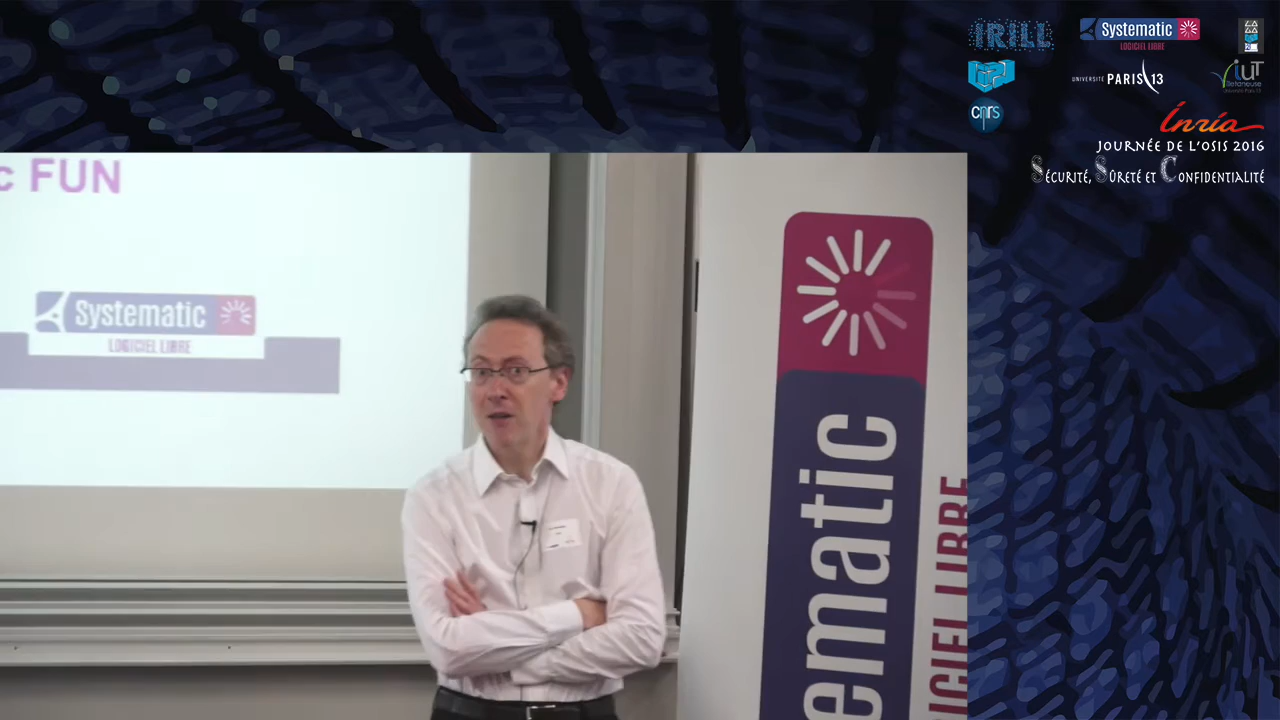 IRILL
Systematic
LOGICIEL LIBRE
UNIVERSITÉ PARIS 13
iUT
cnrs
Inria
JOURNÉE DE L'OSIS 2016
SÉCURITÉ, SÛRETÉ ET CONFIDENTIALITÉ
c FUN
Systematic
LOGICIEL LIBRE
ematic
OGICIEL LIBRE